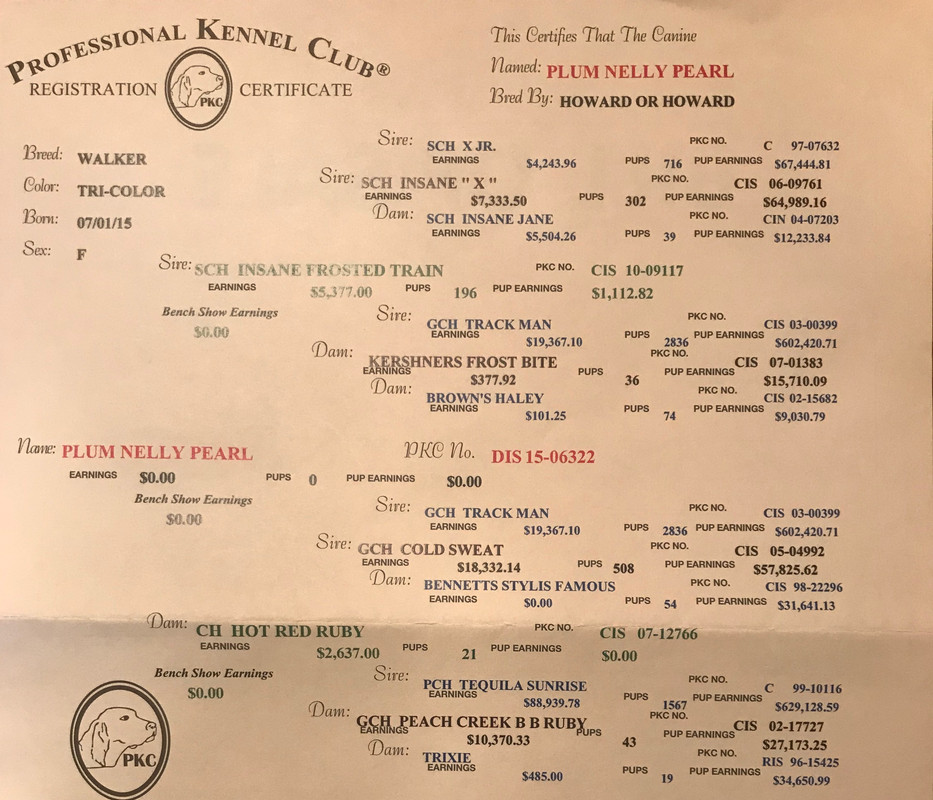 PROFESSIONAL KENNEL CLUB®
REGISTRATION PKC CERTIFICATE
This Certifies That The Canine
Named: PLUM NELLY PEARL
Bred By: HOWARD OR HOWARD
Breed: WALKER
Color: TRI-COLOR
Born: 07/01/15
Sex: F
Sire: SCH X JR. PKC NO. C 97-07632
EARNINGS $4,243.96 PUPS 716 PUP EARNINGS $67,444.81
Sire: SCH INSANE " X " PKC NO. CIS 06-09761
EARNINGS $7,333.50 PUPS 302 PUP EARNINGS $64,989.16
Dam: SCH INSANE JANE PKC NO. CIN 04-07203
EARNINGS $5,504.26 PUPS 39 PUP EARNINGS $12,233.84
Sire: SCH INSANE FROSTED TRAIN PKC NO. CIS 10-09117
EARNINGS $5,377.00 PUPS 196 PUP EARNINGS $1,112.82
Bench Show Earnings
$0.00
Sire: GCH TRACK MAN PKC NO. CIS 03-00399
EARNINGS $19,367.10 PUPS 2836 PUP EARNINGS $602,420.71
Dam: KERSHNERS FROST BITE PKC NO. CIS 07-01383
EARNINGS $377.92 PUPS 36 PUP EARNINGS $15,710.09
Dam: BROWN'S HALEY PKC NO. CIS 02-15682
EARNINGS $101.25 PUPS 74 PUP EARNINGS $9,030.79
Name: PLUM NELLY PEARL PKC No. DIS 15-06322
EARNINGS $0.00 PUPS 0 PUP EARNINGS $0.00
Bench Show Earnings
$0.00
Sire: GCH TRACK MAN PKC NO. CIS 03-00399
EARNINGS $19,367.10 PUPS 2836 PUP EARNINGS $602,420.71
Sire: GCH COLD SWEAT PKC NO. CIS 05-04992
EARNINGS $18,332.14 PUPS 508 PUP EARNINGS $57,825.62
Dam: BENNETTS STYLIS FAMOUS PKC NO. CIS 98-22296
EARNINGS $0.00 PUPS 54 PUP EARNINGS $31,641.13
Dam: CH HOT RED RUBY PKC NO. CIS 07-12766
EARNINGS $2,637.00 PUPS 21 PUP EARNINGS $0.00
Bench Show Earnings
$0.00
Sire: PCH TEQUILA SUNRISE PKC NO. C 99-10116
EARNINGS $88,939.78 PUPS 1567 PUP EARNINGS $629,128.59
Dam: GCH PEACH CREEK B B RUBY PKC NO. CIS 02-17727
EARNINGS $10,370.33 PUPS 43 PUP EARNINGS $27,173.25
Dam: TRIXIE PKC NO. RIS 96-15425
EARNINGS $485.00 PUPS 19 PUP EARNINGS $34,650.99
PKC